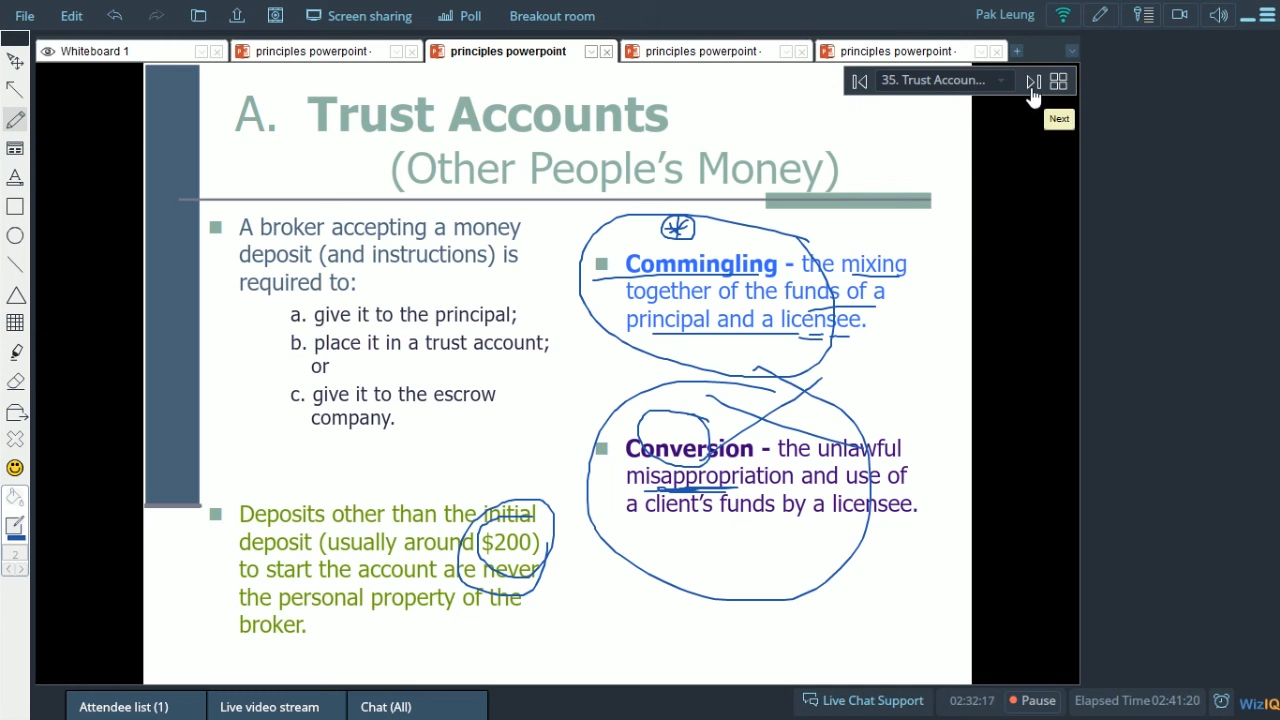 File Edit Screen sharing Poll Breakout room Pak Leung
Whiteboard 1 principles powerpoint· principles powerpoint principles powerpoint· principles powerpoint·
35. Trust Accoun...
Next
A. Trust Accounts
(Other People's Money)
A broker accepting a money
deposit (and instructions) is
required to:
a. give it to the principal;
b. place it in a trust account;
or
c. give it to the escrow
company.
Deposits other than the initial
deposit (usually around $200)
to start the account are never
the personal property of the
broker.
Commingling - the mixing
together of the funds of a
principal and a licensee.
Conversion - the unlawful
misappropriation and use of
a client's funds by a licensee.
2
Attendee list (1) Live video stream Chat (All)
Live Chat Support 02:32:17 Pause Elapsed Time 02:41:20 WizIQ